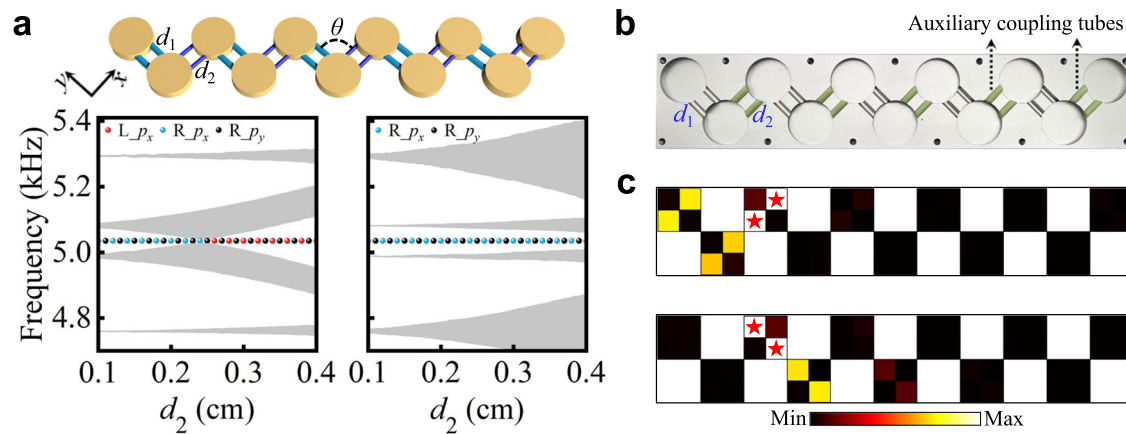 a
d1
d2
θ
y
x
5.4
5.2
5.0
4.8
Frequency (kHz)
L_px
R_px
R_py
0.1
0.2
0.3
0.4
d2 (cm)
R_px
R_py
0.1
0.2
0.3
0.4
d2 (cm)
b
Auxiliary coupling tubes
d1
d2
c
Min
Max